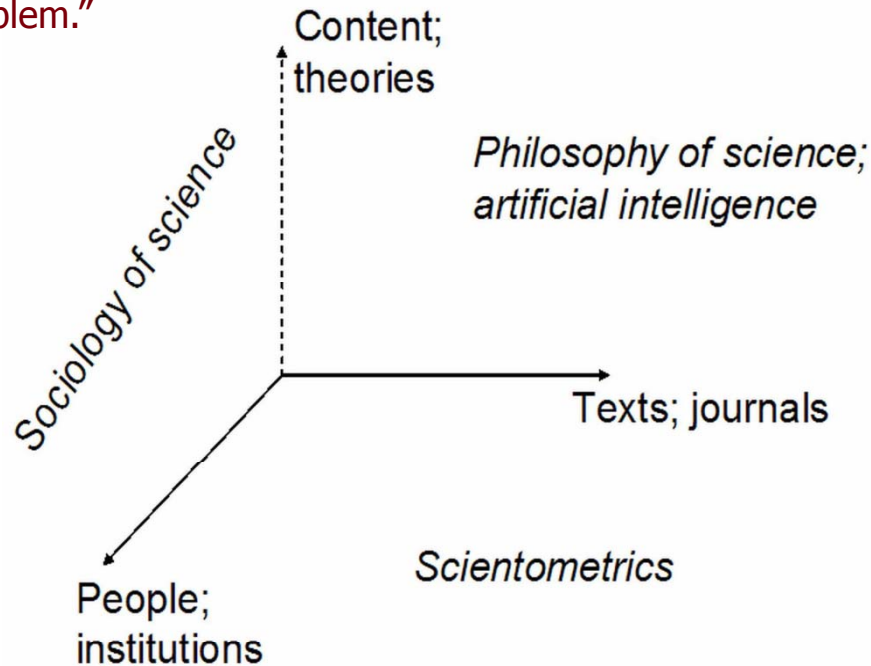 blem.”
Content;
theories
Sociology of science
Philosophy of science;
artificial intelligence
Texts; journals
Scientometrics
People;
institutions